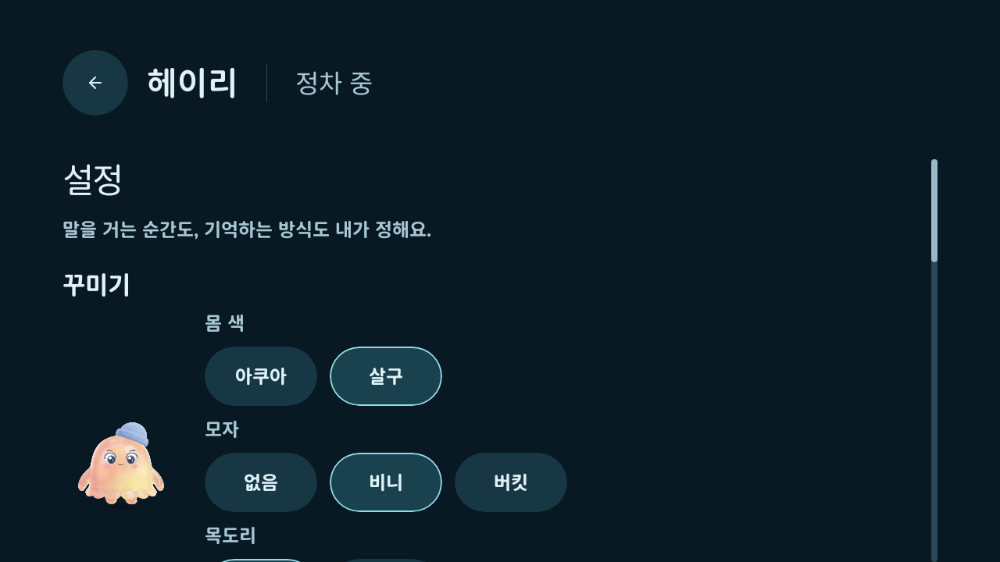 헤이리
정차 중
설정
말을 거는 순간도, 기억하는 방식도 내가 정해요.
꾸미기
몸 색
아쿠아
살구
모자
없음
비니
버킷
목도리